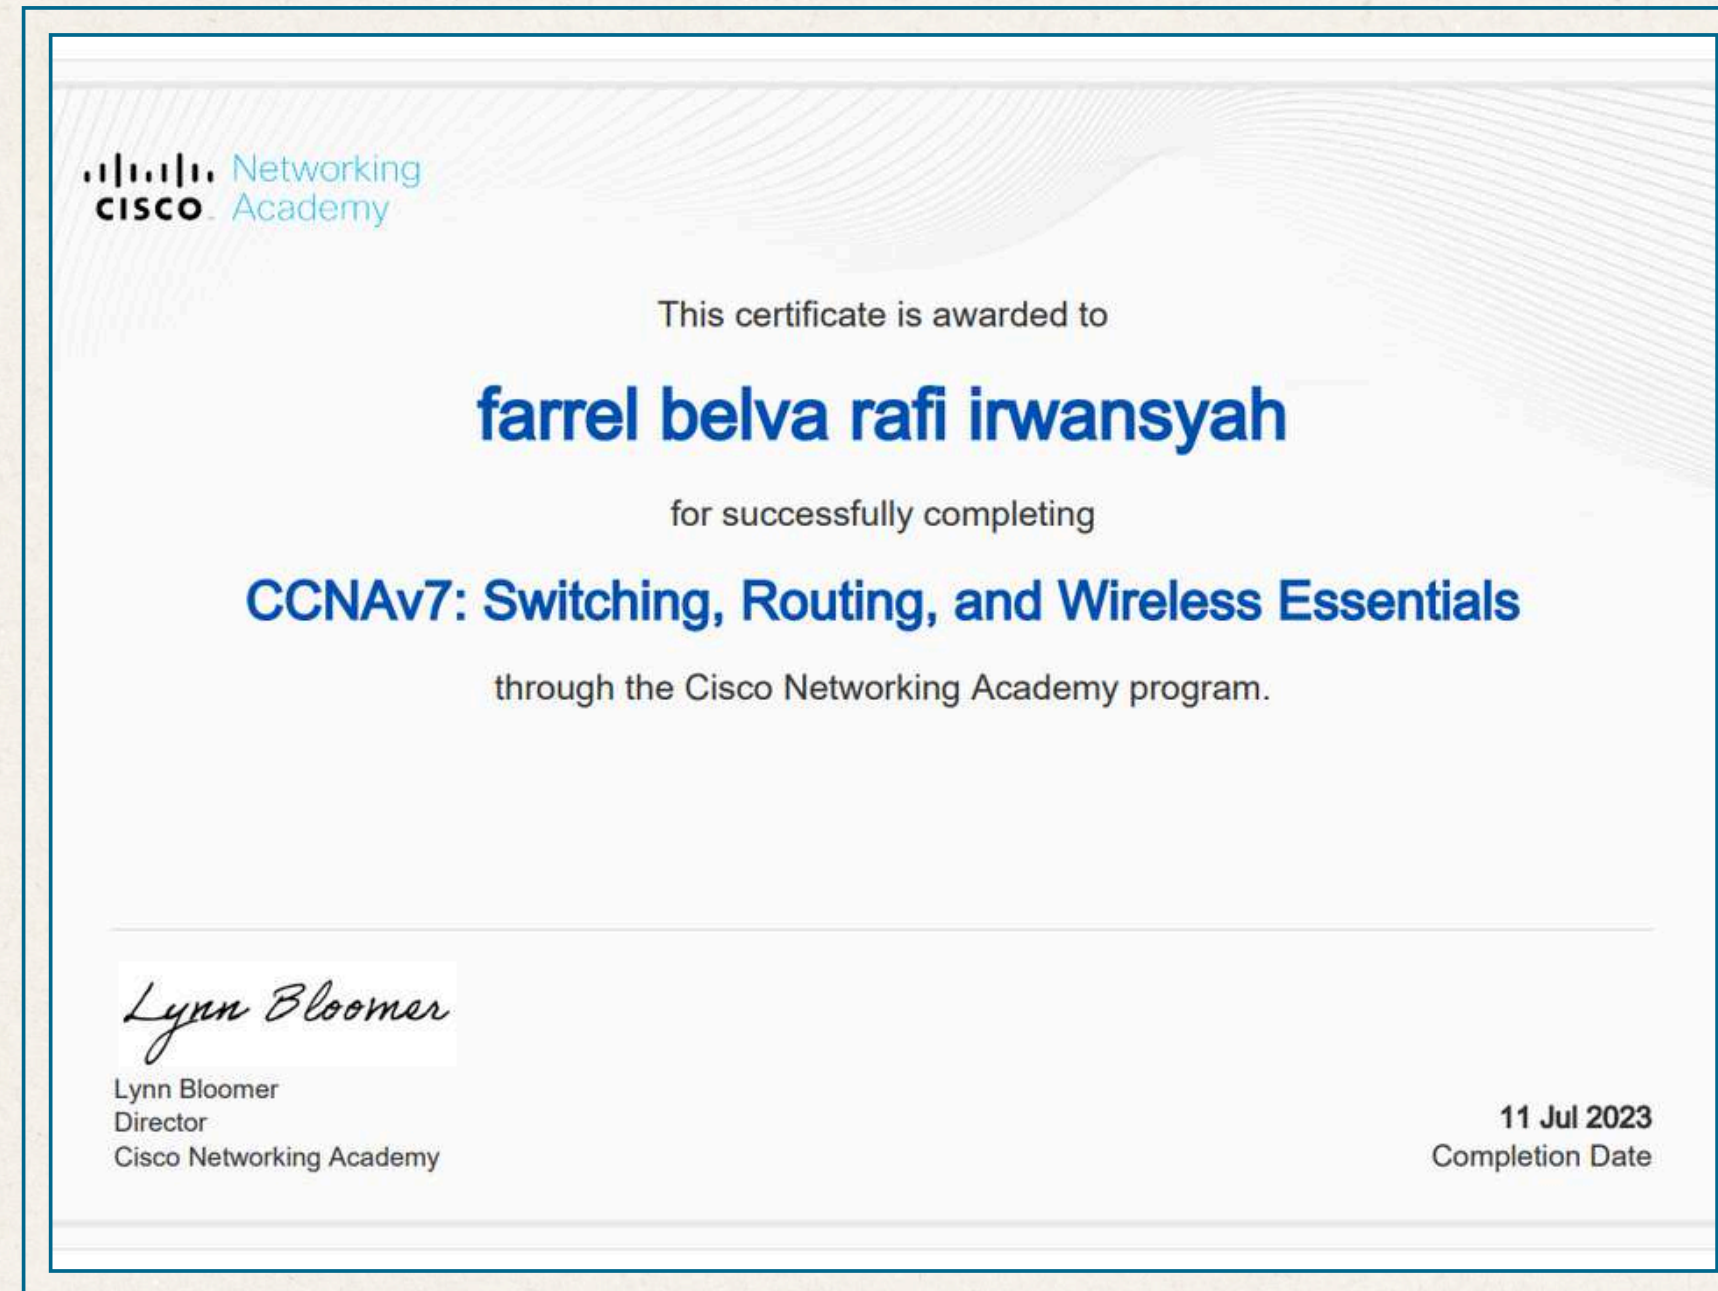 Networking
CISCO Academy
This certificate is awarded to
farrel belva rafi irwansyah
for successfully completing
CCNAv7: Switching, Routing, and Wireless Essentials
through the Cisco Networking Academy program.
Lynn Bloomer
Lynn Bloomer
Director
Cisco Networking Academy
11 Jul 2023
Completion Date